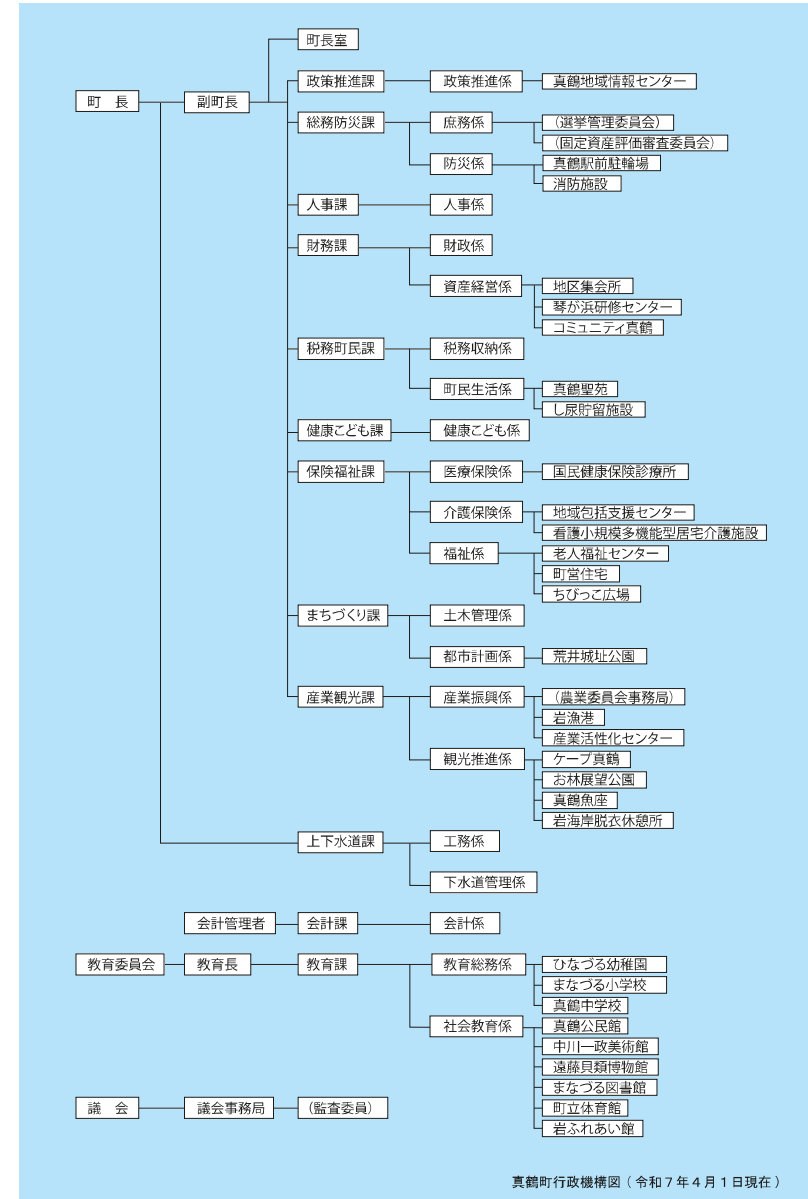 町長室
町　長
副町長
政策推進課
政策推進係
真鶴地域情報センター
総務防災課
庶務係
（選挙管理委員会）
（固定資産評価審査委員会）
防災係
真鶴駅前駐輪場
消防施設
人事課
人事係
財務課
財政係
資産経営係
地区集会所
琴が浜研修センター
コミュニティ真鶴
税務町民課
税務収納係
町民生活係
真鶴聖苑
し尿貯留施設
健康こども課
健康こども係
保険福祉課
医療保険係
国民健康保険診療所
介護保険係
地域包括支援センター
看護小規模多機能型居宅介護施設
福祉係
老人福祉センター
町営住宅
ちびっこ広場
まちづくり課
土木管理係
都市計画係
荒井城址公園
産業観光課
産業振興係
（農業委員会事務局）
岩漁港
産業活性化センター
観光推進係
ケープ真鶴
お林展望公園
真鶴魚座
岩海岸脱衣休憩所
上下水道課
工務係
下水道管理係
会計管理者
会計課
会計係
教育委員会
教育長
教育課
教育総務係
ひなづる幼稚園
まなづる小学校
真鶴中学校
社会教育係
真鶴公民館
中川一政美術館
遠藤貝類博物館
まなづる図書館
町立体育館
岩ふれあい館
議　会
議会事務局
（監査委員）
真鶴町行政機構図（令和７年４月１日現在）